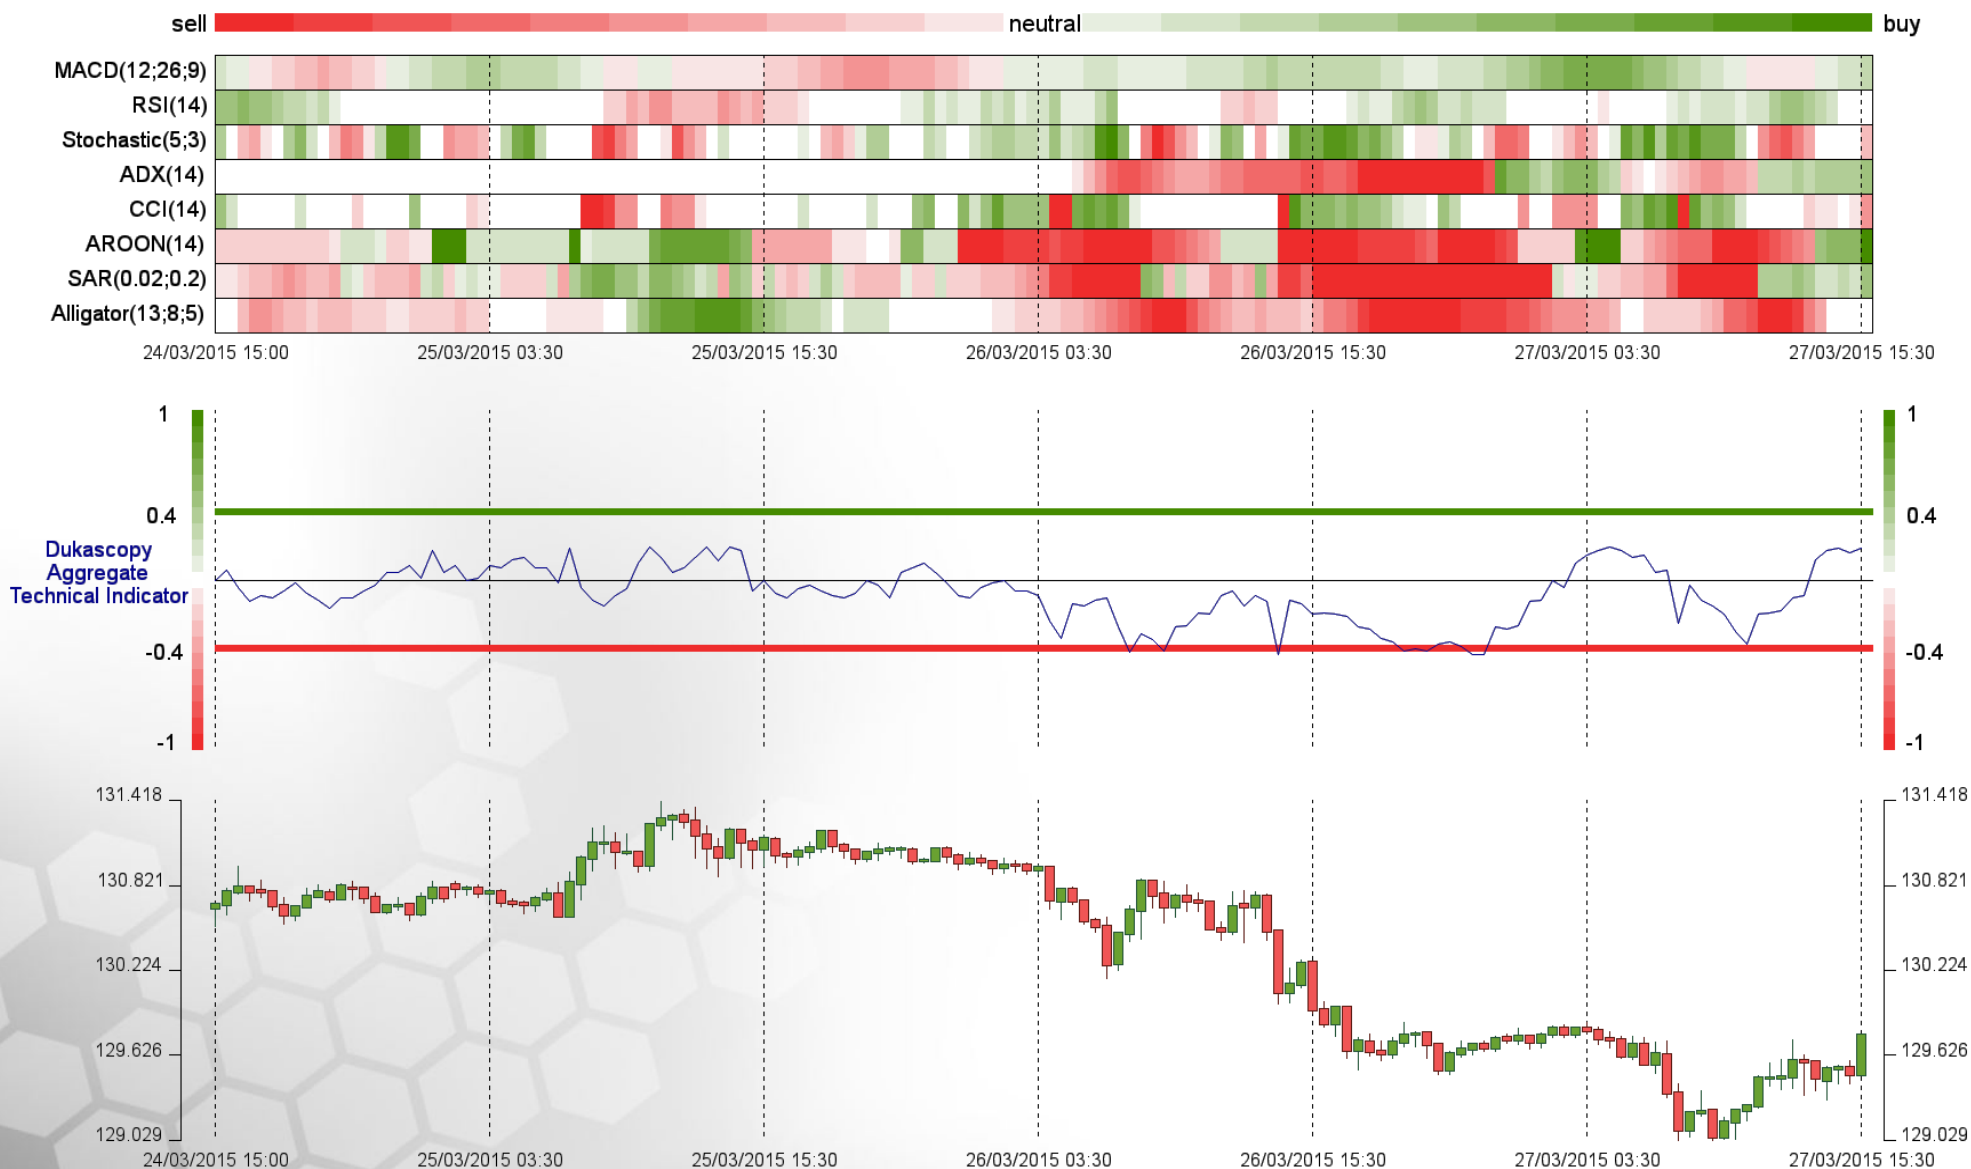 sell neutral buy
MACD(12;26;9)
RSI(14)
Stochastic(5;3)
ADX(14)
CCI(14)
AROON(14)
SAR(0.02;0.2)
Alligator(13;8;5)
24/03/2015 15:00 25/03/2015 03:30 25/03/2015 15:30 26/03/2015 03:30 26/03/2015 15:30 27/03/2015 03:30 27/03/2015 15:30
1 1
0.4 0.4
Dukascopy
Aggregate
Technical Indicator
-0.4 -0.4
-1 -1
131.418 131.418
130.821 130.821
130.224 130.224
129.626 129.626
129.029 129.029
24/03/2015 15:00 25/03/2015 03:30 25/03/2015 15:30 26/03/2015 03:30 26/03/2015 15:30 27/03/2015 03:30 27/03/2015 15:30